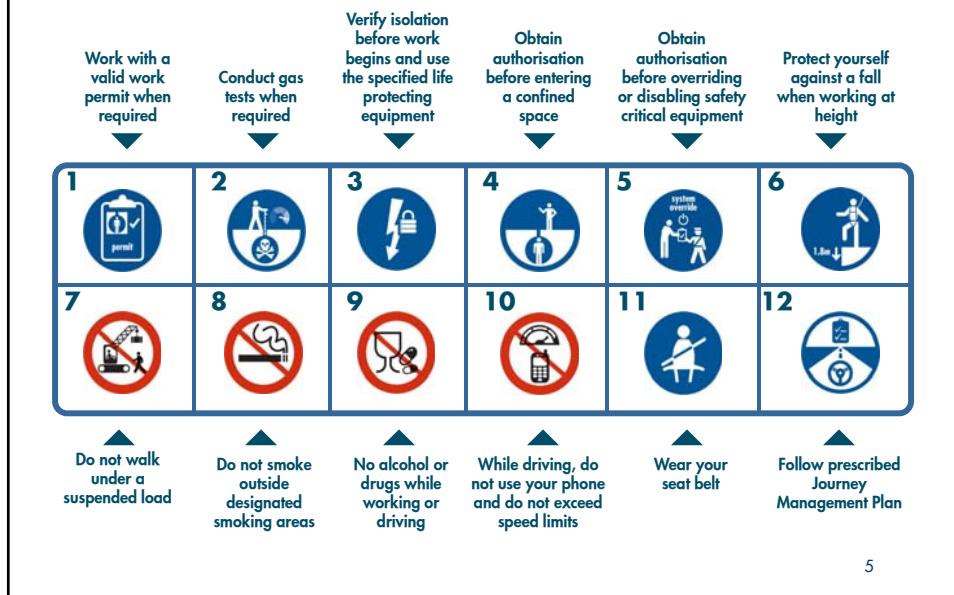 Work with a
valid work
permit when
required
Conduct gas
tests when
required
Verify isolation
before work
begins and use
the specified life
protecting
equipment
Obtain
authorisation
before entering
a confined
space
Obtain
authorisation
before overriding
or disabling safety
critical equipment
Protect yourself
against a fall
when working at
height
1
permit
2
3
4
5
system
override
6
1.8m
7
8
9
10
11
12
Do not walk
under a
suspended load
Do not smoke
outside
designated
smoking areas
No alcohol or
drugs while
working or
driving
While driving, do
not use your phone
and do not exceed
speed limits
Wear your
seat belt
Follow prescribed
Journey
Management Plan
5